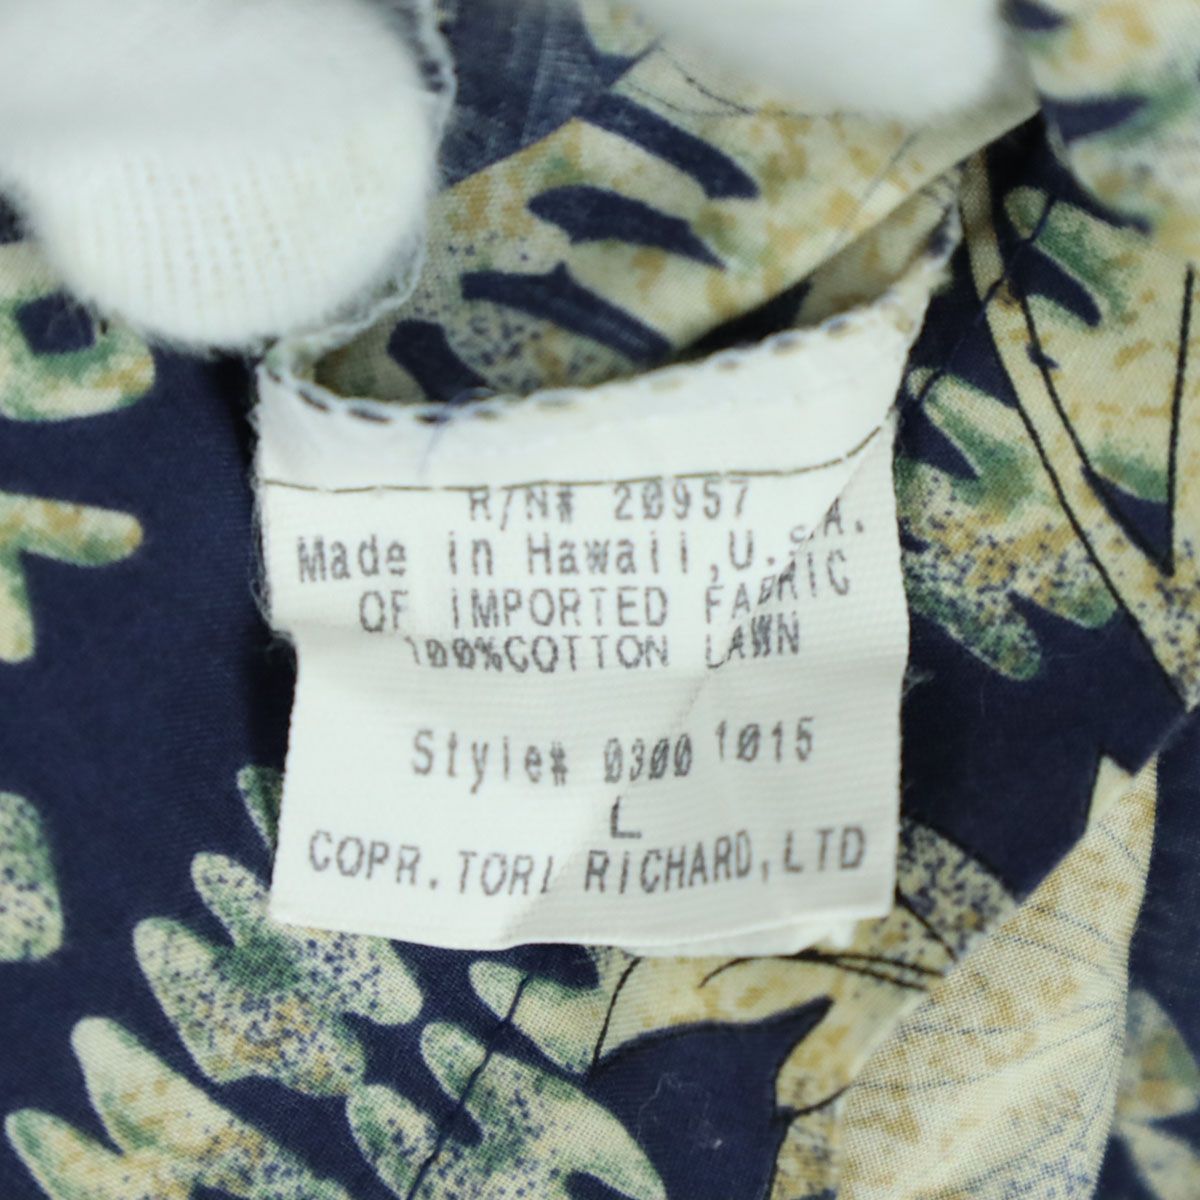 R/N# 20957
Made in Hawaii,U.S.A.
OF IMPORTED FABRIC
100%COTTON LAWN
Style# 0300 1015
L
COPR.TORI RICHARD,LTD